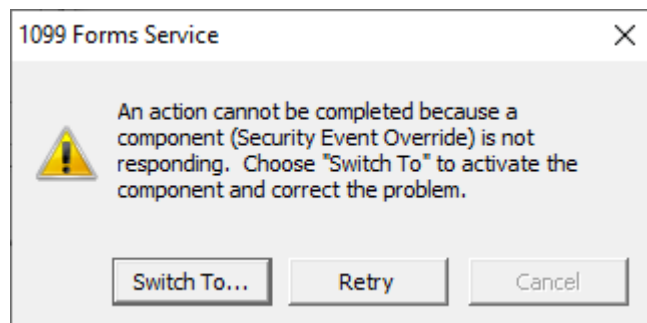 1099 Forms Service
An action cannot be completed because a
component (Security Event Override) is not
responding.  Choose "Switch To" to activate the
component and correct the problem.
Switch To...
Retry
Cancel